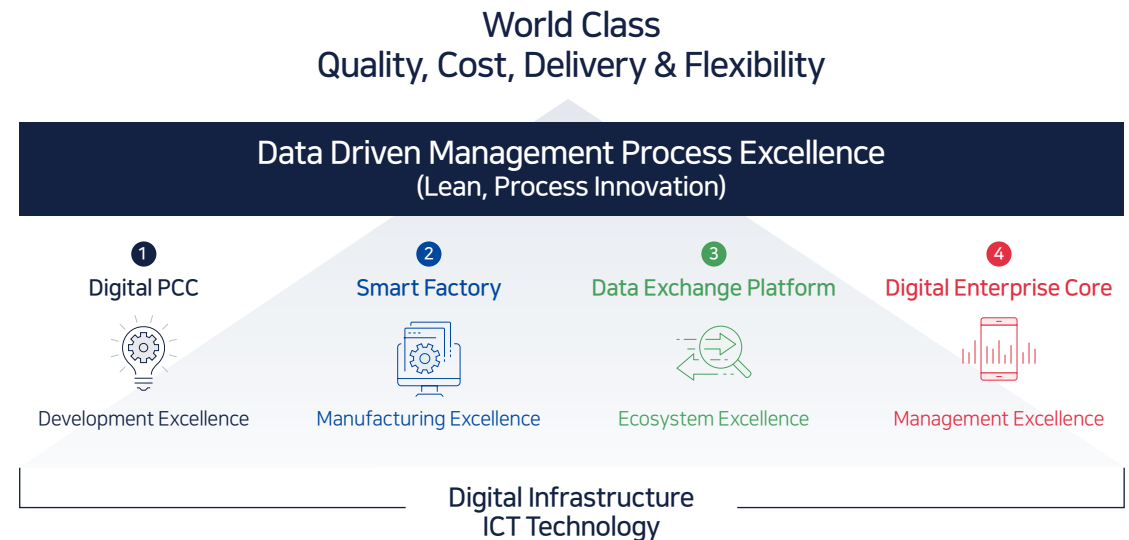 World Class
Quality, Cost, Delivery & Flexibility
Data Driven Management Process Excellence
(Lean, Process Innovation)
1
Digital PCC
Development Excellence
2
Smart Factory
Manufacturing Excellence
3
Data Exchange Platform
Ecosystem Excellence
4
Digital Enterprise Core
Management Excellence
Digital Infrastructure
ICT Technology